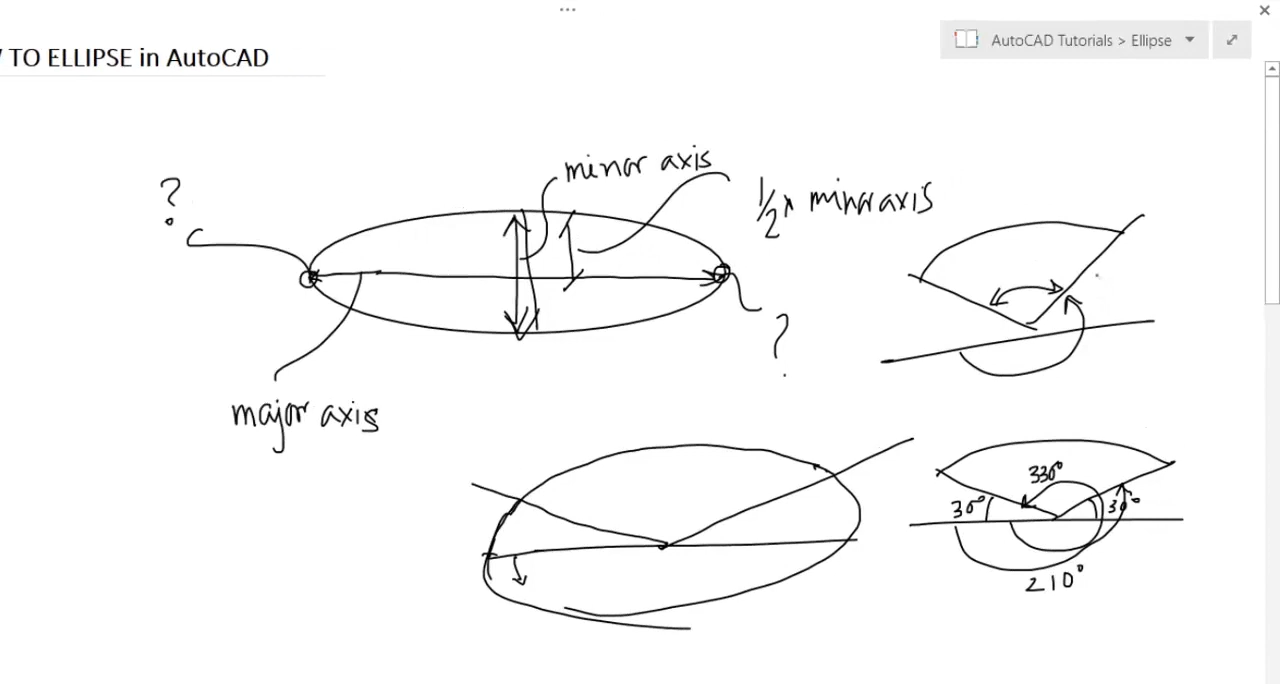 TO ELLIPSE in AutoCAD
AutoCAD Tutorials > Ellipse
minor axis
?
1/2 x minor axis
?
major axis
330°
30°
30°
210°